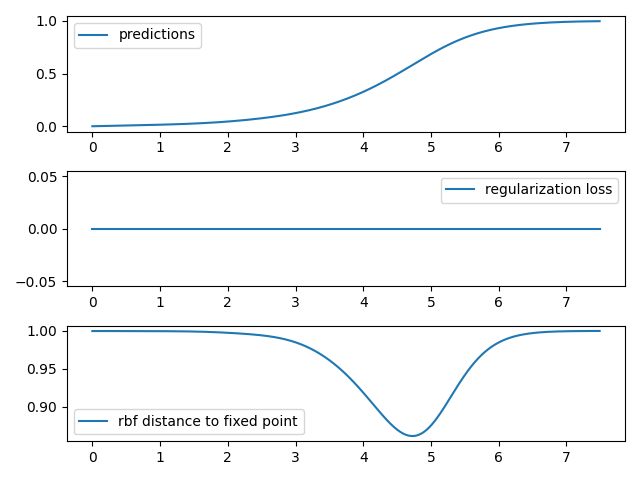 1.0
predictions
0.5
0.0
0 1 2 3 4 5 6 7
0.05
regularization loss
0.00
−0.05
0 1 2 3 4 5 6 7
1.00
0.95
0.90
rbf distance to fixed point
0 1 2 3 4 5 6 7